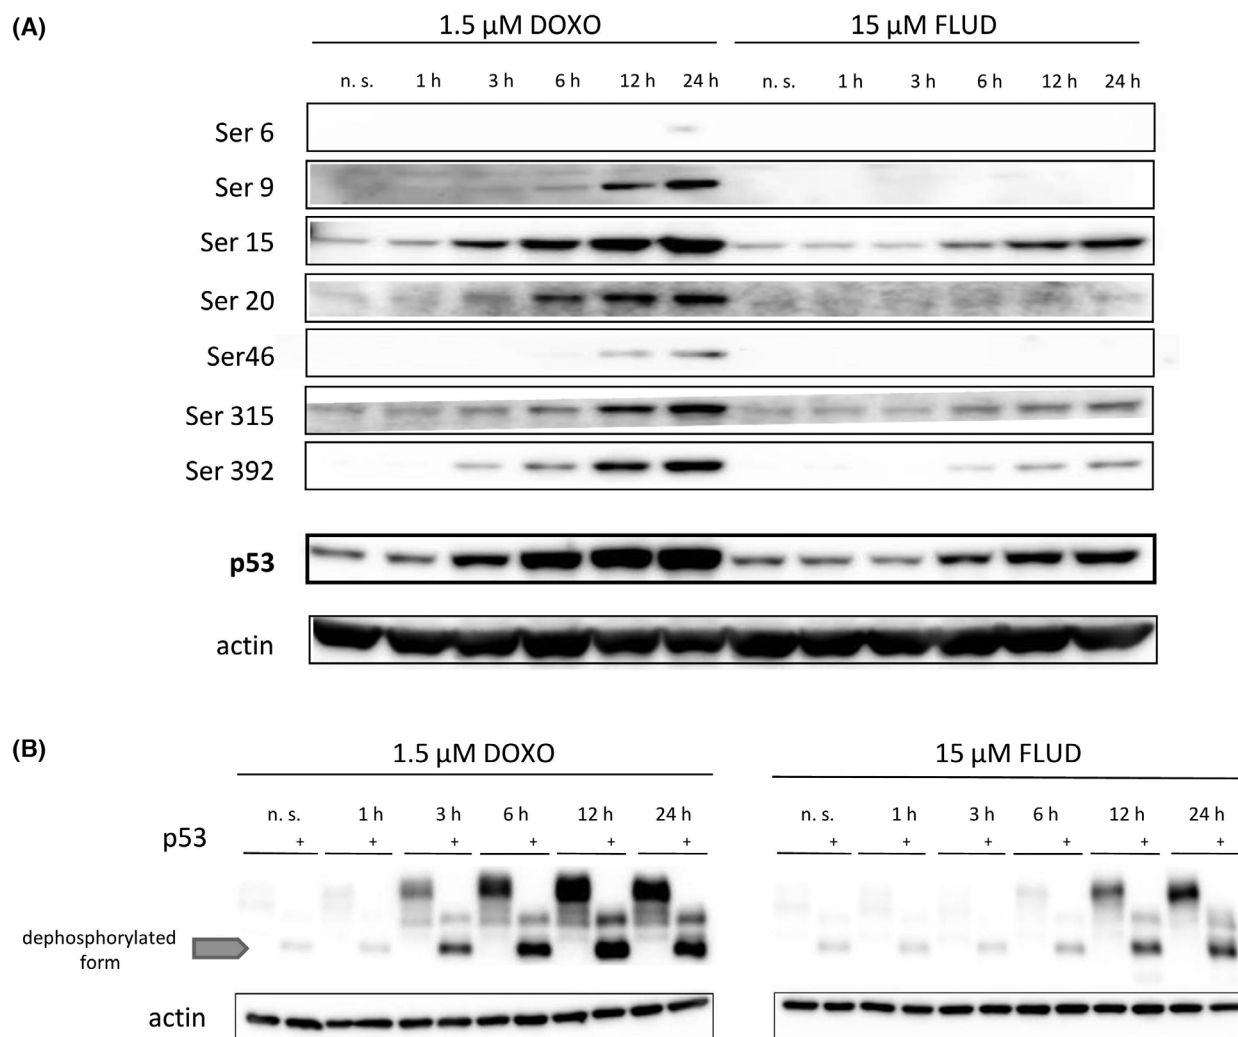 (A)
1.5 µM DOXO 15 µM FLUD
n. s. 1 h 3 h 6 h 12 h 24 h n. s. 1 h 3 h 6 h 12 h 24 h
Ser 6
Ser 9
Ser 15
Ser 20
Ser46
Ser 315
Ser 392
p53
actin
(B)
1.5 µM DOXO 15 µM FLUD
n. s. 1 h 3 h 6 h 12 h 24 h n. s. 1 h 3 h 6 h 12 h 24 h
p53 + + + + + + + + + + + +
dephosphorylated
form
actin